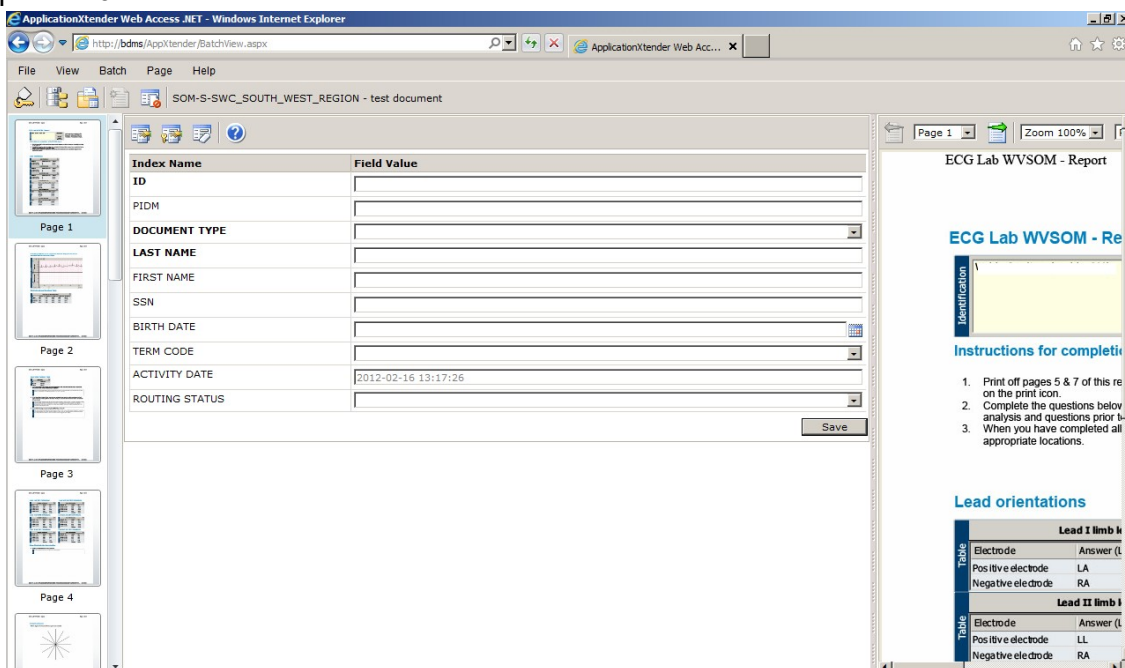 ApplicationXtender Web Access .NET - Windows Internet Explorer
http://bdms/AppXtender/BatchView.aspx
ApplicationXtender Web Acc...
File View Batch Page Help
SOM-S-SWC_SOUTH_WEST_REGION - test document
Page 1
Page 2
Page 3
Page 4
Index Name Field Value
ID
PIDM
DOCUMENT TYPE
LAST NAME
FIRST NAME
SSN
BIRTH DATE
TERM CODE
ACTIVITY DATE 2012-02-16 13:17:26
ROUTING STATUS
Save
Page 1 Zoom 100%
ECG Lab WVSOM - Report
ECG Lab WVSOM - Re
Identification
Instructions for completi
1. Print off pages 5 & 7 of this re
on the print icon.
2. Complete the questions below
analysis and questions prior t
3. When you have completed all
appropriate locations.
Lead orientations
Table
Lead I limb l
Electrode Answer (L
Positive electrode LA
Negative electrode RA
Table
Lead II limb l
Electrode Answer (L
Positive electrode LL
Negative electrode RA